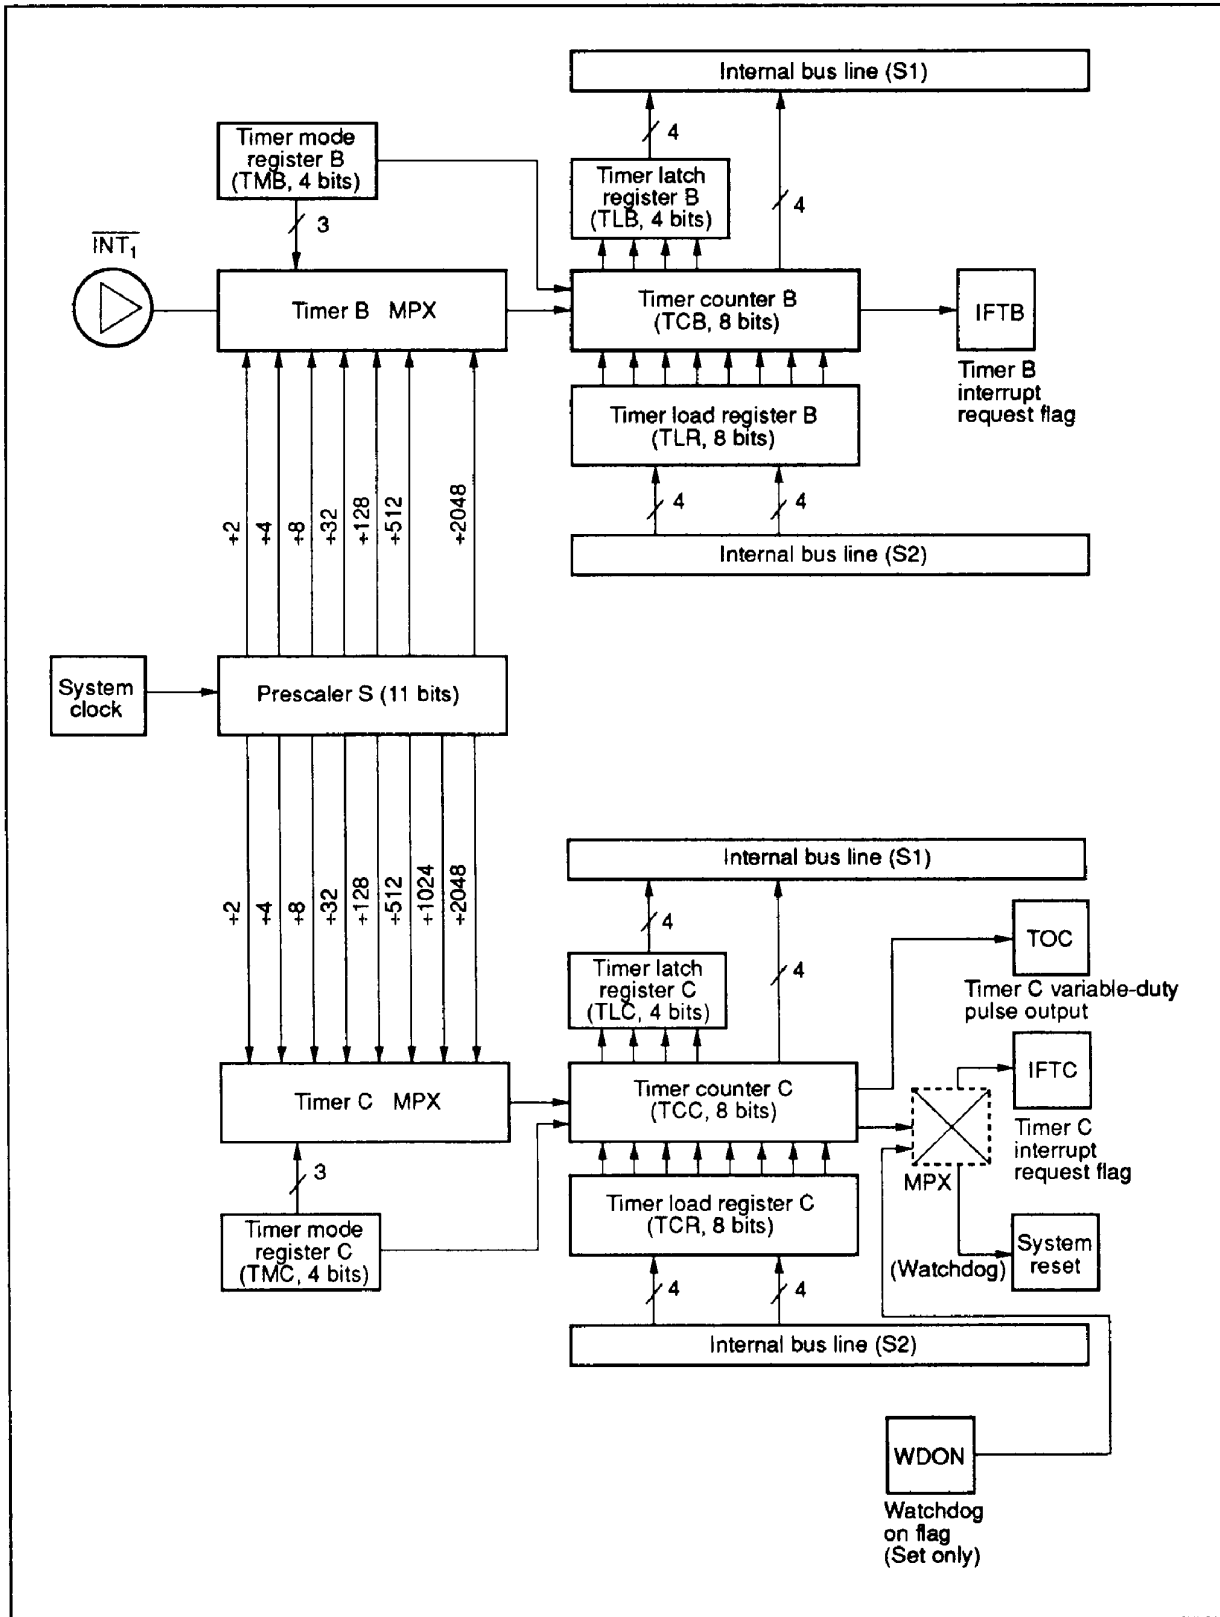 Internal bus line (S1)
4
Timer mode
register B
(TMB, 4 bits)
3
Timer latch
register B
(TLB, 4 bits)
4
INT1
Timer B MPX
Timer counter B
(TCB, 8 bits)
IFTB
Timer B
interrupt
request flag
Timer load register B
(TLR, 8 bits)
4
4
Internal bus line (S2)
÷2
÷4
÷8
÷32
÷128
÷512
÷2048
System
clock
Prescaler S (11 bits)
÷2
÷4
÷8
÷32
÷128
÷512
÷1024
÷2048
Internal bus line (S1)
4
Timer latch
register C
(TLC, 4 bits)
4
TOC
Timer C variable-duty
pulse output
Timer C MPX
Timer counter C
(TCC, 8 bits)
IFTC
Timer C
interrupt
request flag
MPX
3
Timer mode
register C
(TMC, 4 bits)
Timer load register C
(TCR, 8 bits)
System
reset
(Watchdog)
4
4
Internal bus line (S2)
WDON
Watchdog
on flag
(Set only)